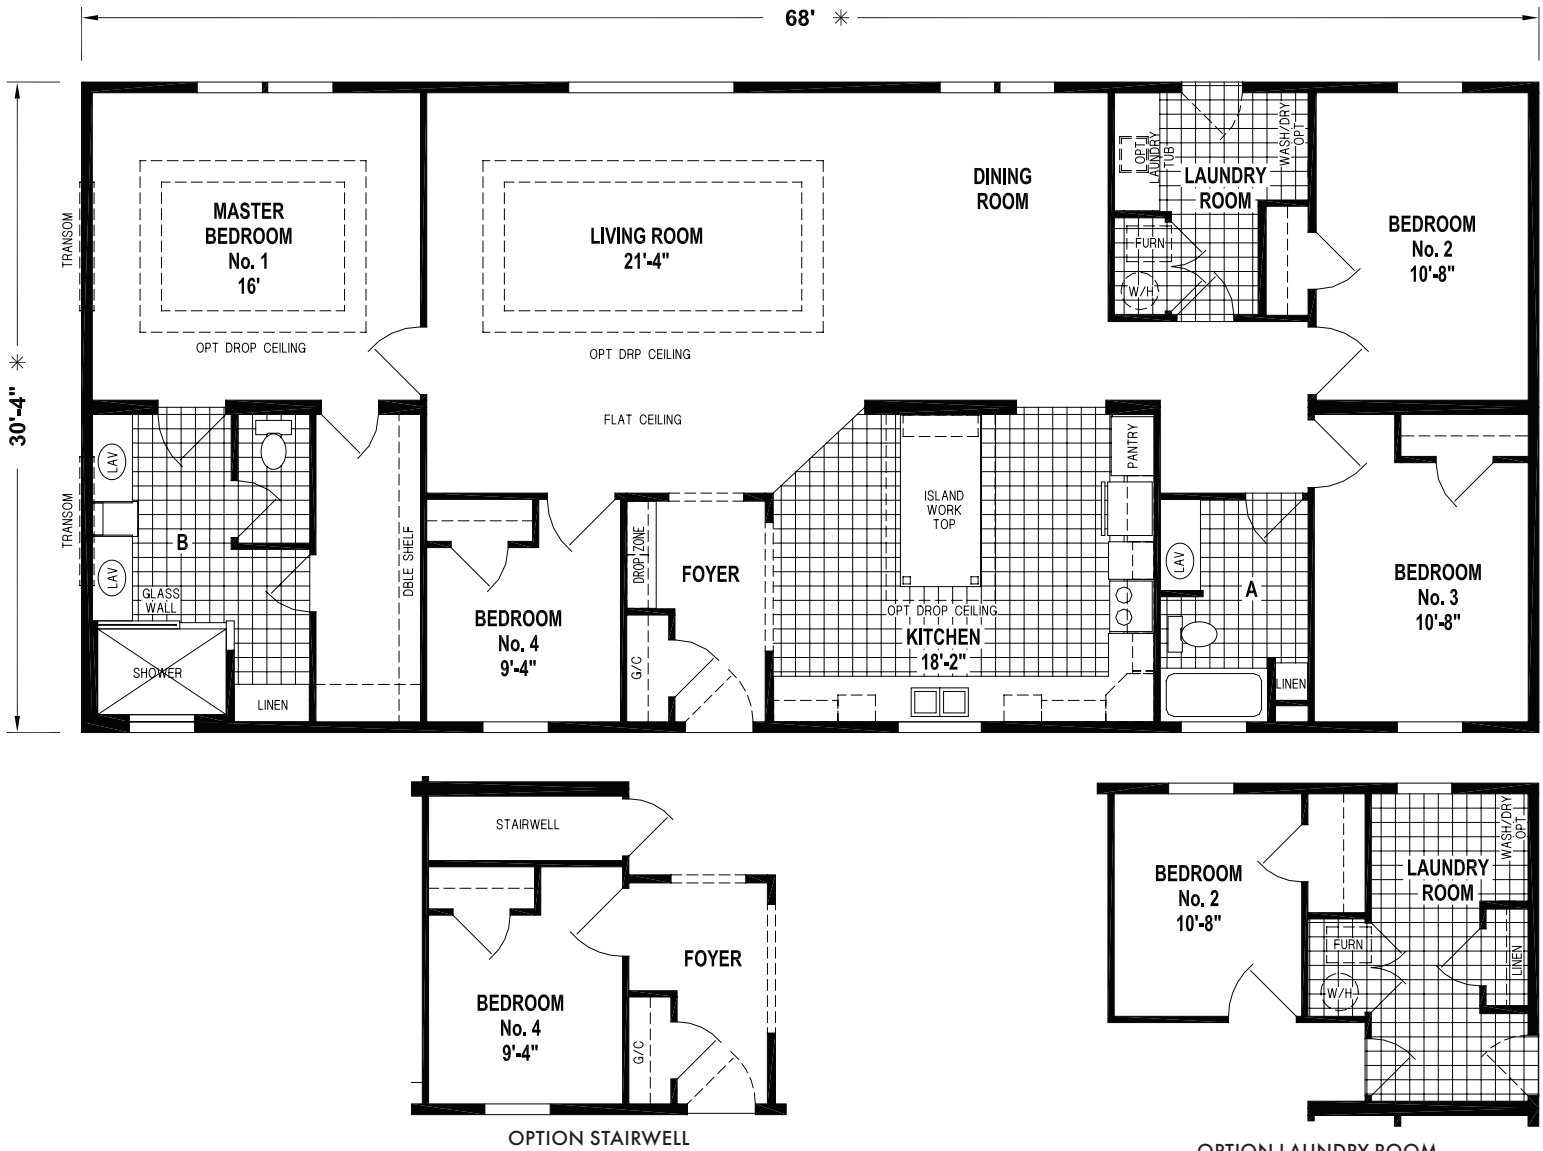 68' ✳
30'-4" ✳
MASTER
BEDROOM
No. 1
16'
OPT DROP CEILING
TRANSOM
TRANSOM
LIVING ROOM
21'-4"
OPT DRP CEILING
FLAT CEILING
DINING
ROOM
OPT
LAUNDRY
TUB
WASH/DRY
OPT
LAUNDRY
ROOM
FURN
W/H
BEDROOM
No. 2
10'-8"
LAV
LAV
B
GLASS
WALL
SHOWER
LINEN
DBLE SHELF
BEDROOM
No. 4
9'-4"
DROP ZONE
FOYER
G/C
ISLAND
WORK
TOP
OPT DROP CEILING
KITCHEN
18'-2"
PANTRY
LAV
A
LINEN
BEDROOM
No. 3
10'-8"
STAIRWELL
BEDROOM
No. 4
9'-4"
FOYER
G/C
OPTION STAIRWELL
BEDROOM
No. 2
10'-8"
WASH/DRY
OPT
LAUNDRY
ROOM
FURN
W/H
LINEN
OPTION LAUNDRY ROOM